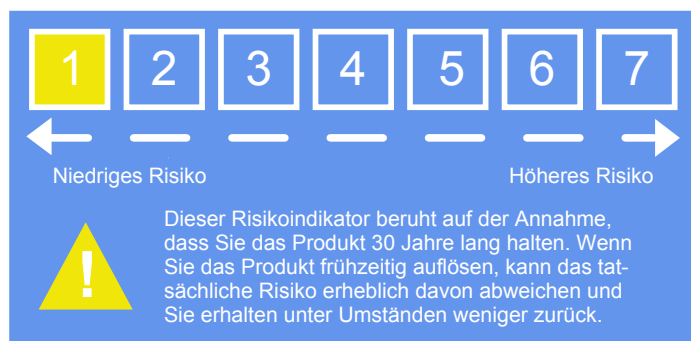 1 2 3 4 5 6 7
Niedriges Risiko Höheres Risiko
Dieser Risikoindikator beruht auf der Annahme,
dass Sie das Produkt 30 Jahre lang halten. Wenn
Sie das Produkt frühzeitig auflösen, kann das tat-
sächliche Risiko erheblich davon abweichen und
Sie erhalten unter Umständen weniger zurück.
!